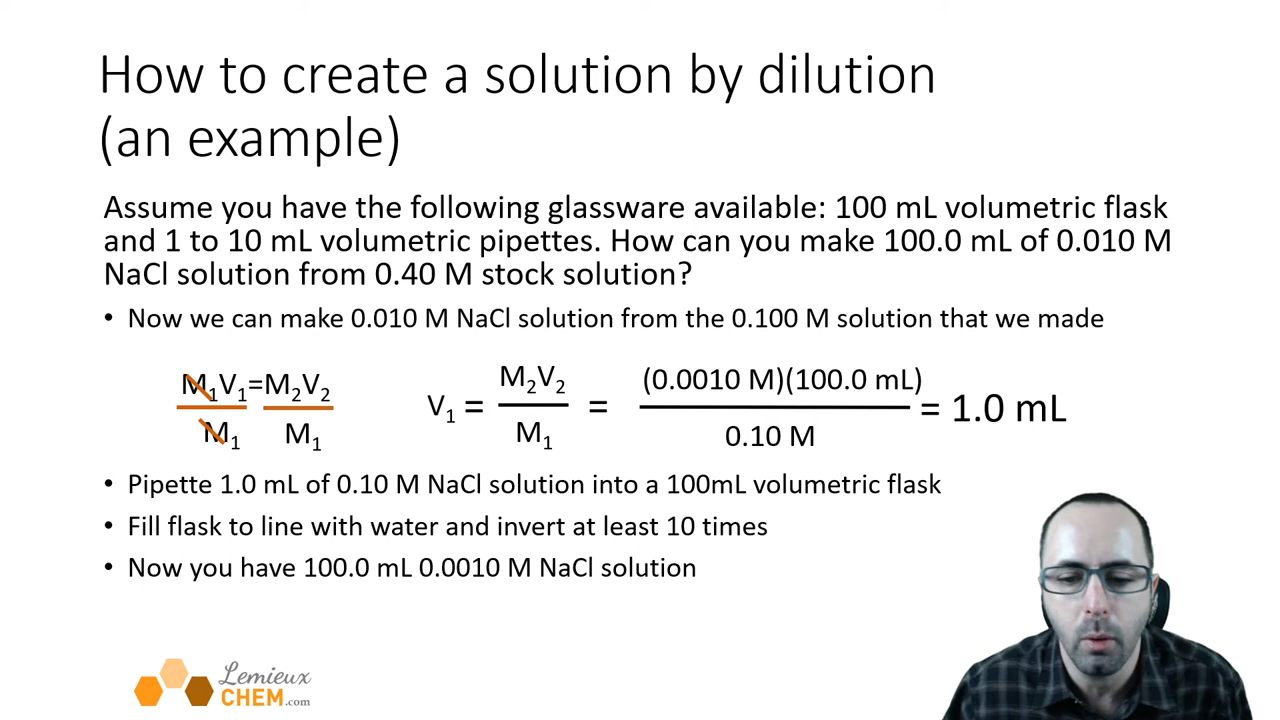 How to create a solution by dilution
(an example)
Assume you have the following glassware available: 100 mL volumetric flask
and 1 to 10 mL volumetric pipettes. How can you make 100.0 mL of 0.010 M
NaCl solution from 0.40 M stock solution?
• Now we can make 0.010 M NaCl solution from the 0.100 M solution that we made
M₁V₁=M₂V₂
M₁ M₁
V₁ = M₂V₂ / M₁ = (0.0010 M)(100.0 mL) / 0.10 M = 1.0 mL
• Pipette 1.0 mL of 0.10 M NaCl solution into a 100mL volumetric flask
• Fill flask to line with water and invert at least 10 times
• Now you have 100.0 mL 0.0010 M NaCl solution
Lemieux
CHEM.com